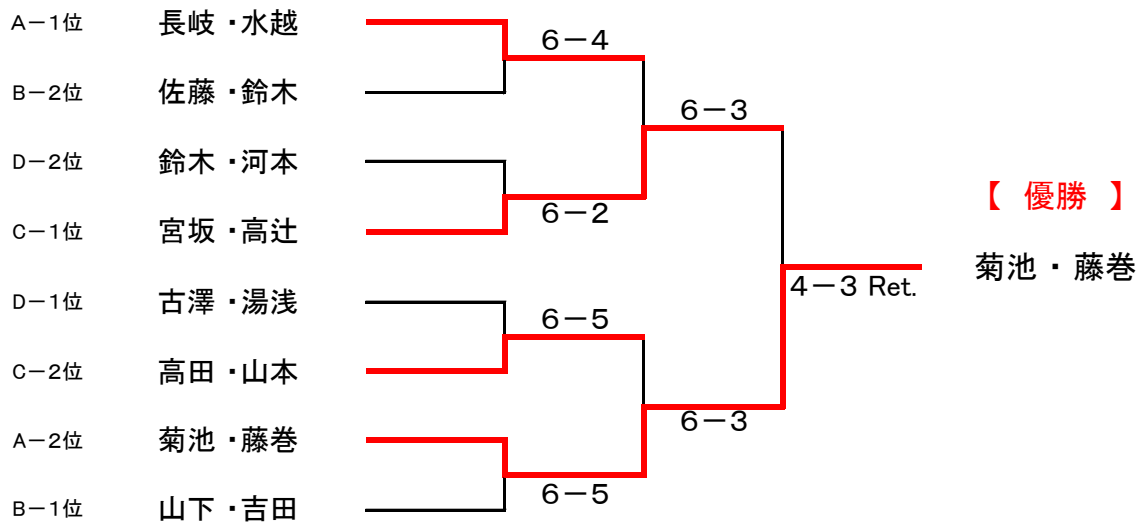 A－1位 長岐・水越
6－4
B－2位 佐藤・鈴木
6－3
D－2位 鈴木・河本
【 優勝 】
6－2
C－1位 宮坂・高辻
菊池・藤巻
4－3 Ret.
D－1位 古澤・湯浅
6－5
C－2位 高田・山本
6－3
A－2位 菊池・藤巻
6－5
B－1位 山下・吉田